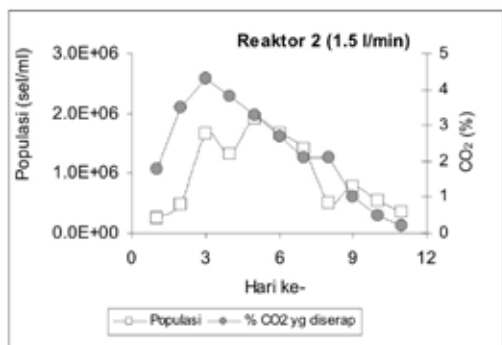 Reaktor 2 (1.5 l/min)
Populasi (sel/ml)
3.0E+06
2.0E+06
1.0E+06
0.0E+00
5
4
3
2
1
0
CO₂ (%)
0 3 6 9 12
Hari ke-
Populasi % CO2 yg diserap